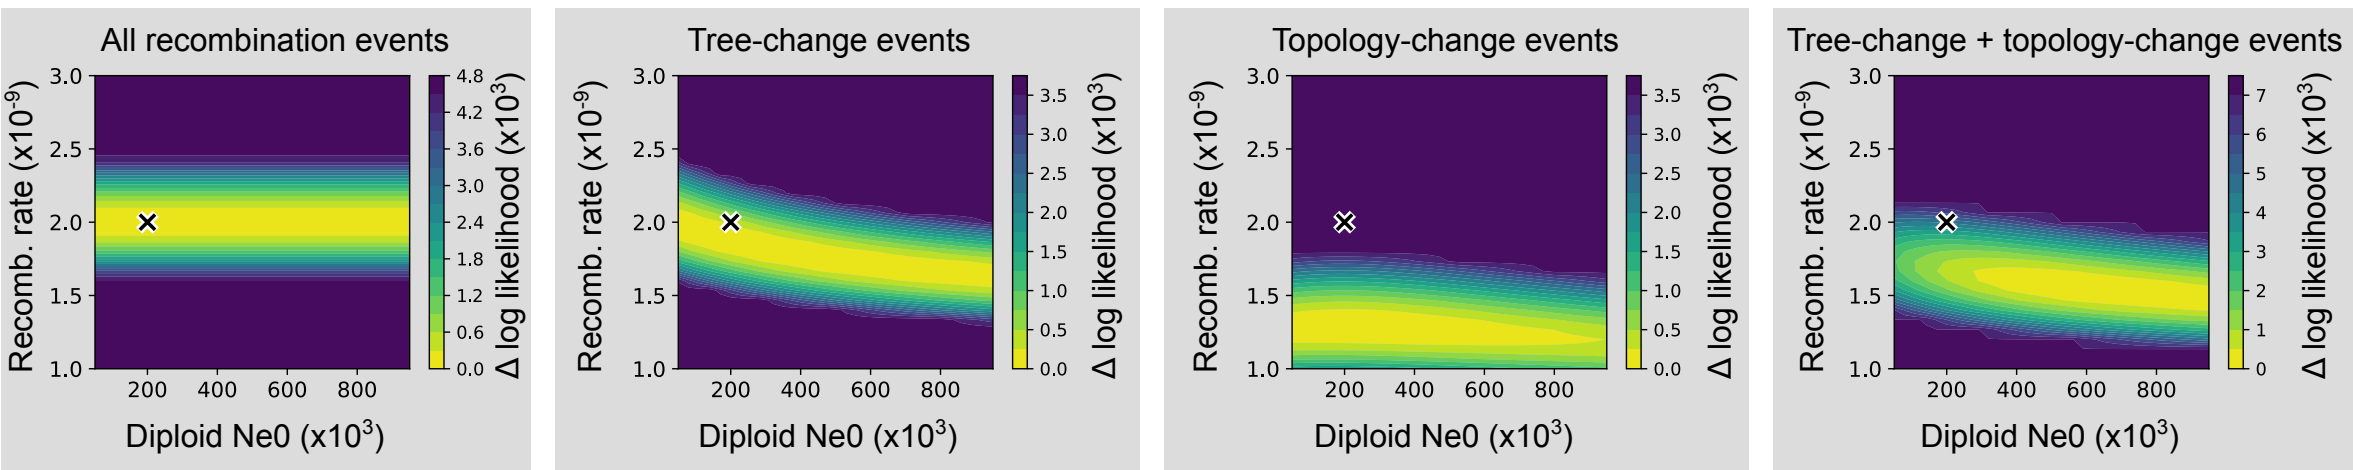 All recombination events
3.0
2.5
2.0
1.5
1.0
Recomb. rate (x10⁻⁹)
200 400 600 800
Diploid Ne0 (x10³)
4.8
4.2
3.6
3.0
2.4
1.8
1.2
0.6
0.0
Δ log likelihood (x10³)
Tree-change events
3.0
2.5
2.0
1.5
1.0
Recomb. rate (x10⁻⁹)
200 400 600 800
Diploid Ne0 (x10³)
3.5
3.0
2.5
2.0
1.5
1.0
0.5
0.0
Δ log likelihood (x10³)
Topology-change events
3.0
2.5
2.0
1.5
1.0
Recomb. rate (x10⁻⁹)
200 400 600 800
Diploid Ne0 (x10³)
3.5
3.0
2.5
2.0
1.5
1.0
0.5
0.0
Δ log likelihood (x10³)
Tree-change + topology-change events
3.0
2.5
2.0
1.5
1.0
Recomb. rate (x10⁻⁹)
200 400 600 800
Diploid Ne0 (x10³)
7
6
5
4
3
2
1
0
Δ log likelihood (x10³)